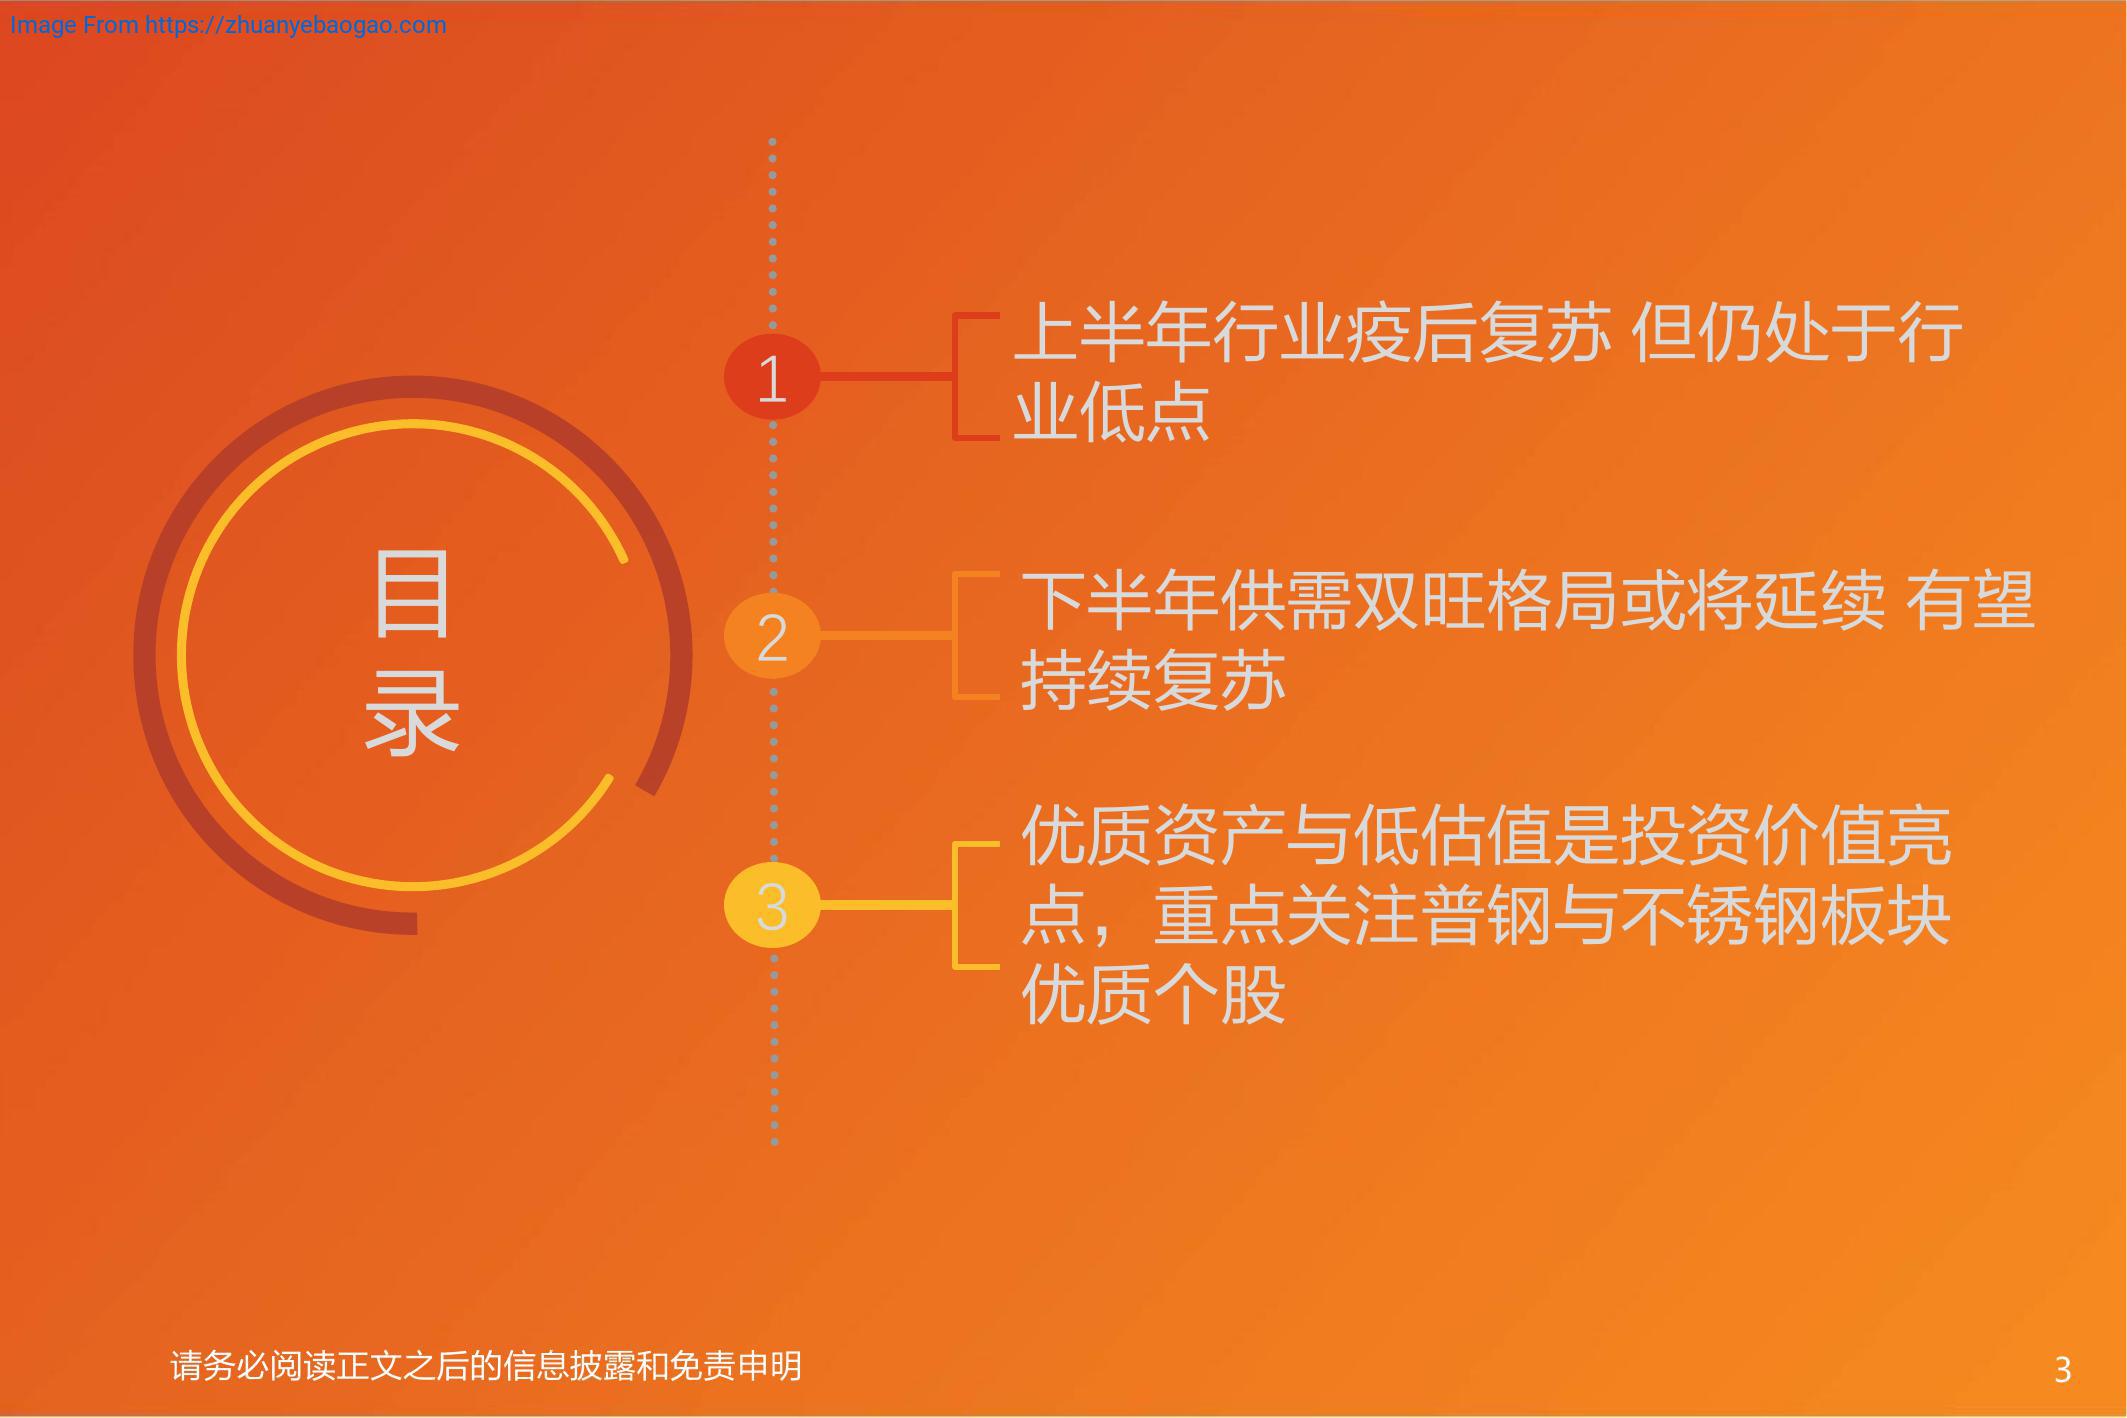 Image From https://zhuanyebaogao.com
目
录
1
上半年行业疫后复苏 但仍处于行
业低点
2
下半年供需双旺格局或将延续 有望
持续复苏
3
优质资产与低估值是投资价值亮
点，重点关注普钢与不锈钢板块
优质个股
请务必阅读正文之后的信息披露和免责申明
3